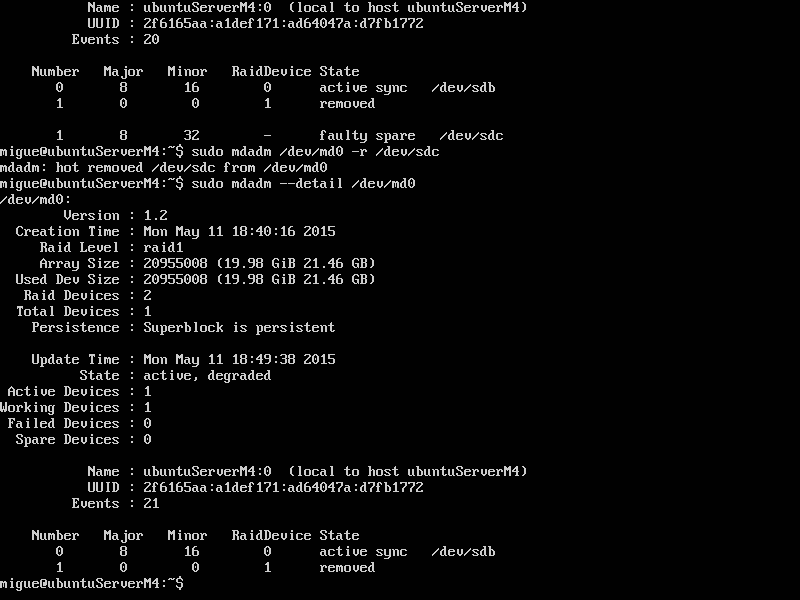 Name : ubuntuServerM4:0  (local to host ubuntuServerM4)
UUID : 2f6165aa:a1def171:ad64047a:d7fb1772
Events : 20
Number   Major   Minor   RaidDevice State
0       8       16        0      active sync   /dev/sdb
1       0        0        1      removed
1       8       32        -      faulty spare   /dev/sdc
migue@ubuntuServerM4:~$ sudo mdadm /dev/md0 -r /dev/sdc
mdadm: hot removed /dev/sdc from /dev/md0
migue@ubuntuServerM4:~$ sudo mdadm --detail /dev/md0
/dev/md0:
Version : 1.2
Creation Time : Mon May 11 18:40:16 2015
Raid Level : raid1
Array Size : 20955008 (19.98 GiB 21.46 GB)
Used Dev Size : 20955008 (19.98 GiB 21.46 GB)
Raid Devices : 2
Total Devices : 1
Persistence : Superblock is persistent
Update Time : Mon May 11 18:49:38 2015
State : active, degraded
Active Devices : 1
Working Devices : 1
Failed Devices : 0
Spare Devices : 0
Name : ubuntuServerM4:0  (local to host ubuntuServerM4)
UUID : 2f6165aa:a1def171:ad64047a:d7fb1772
Events : 21
Number   Major   Minor   RaidDevice State
0       8       16        0      active sync   /dev/sdb
1       0        0        1      removed
migue@ubuntuServerM4:~$